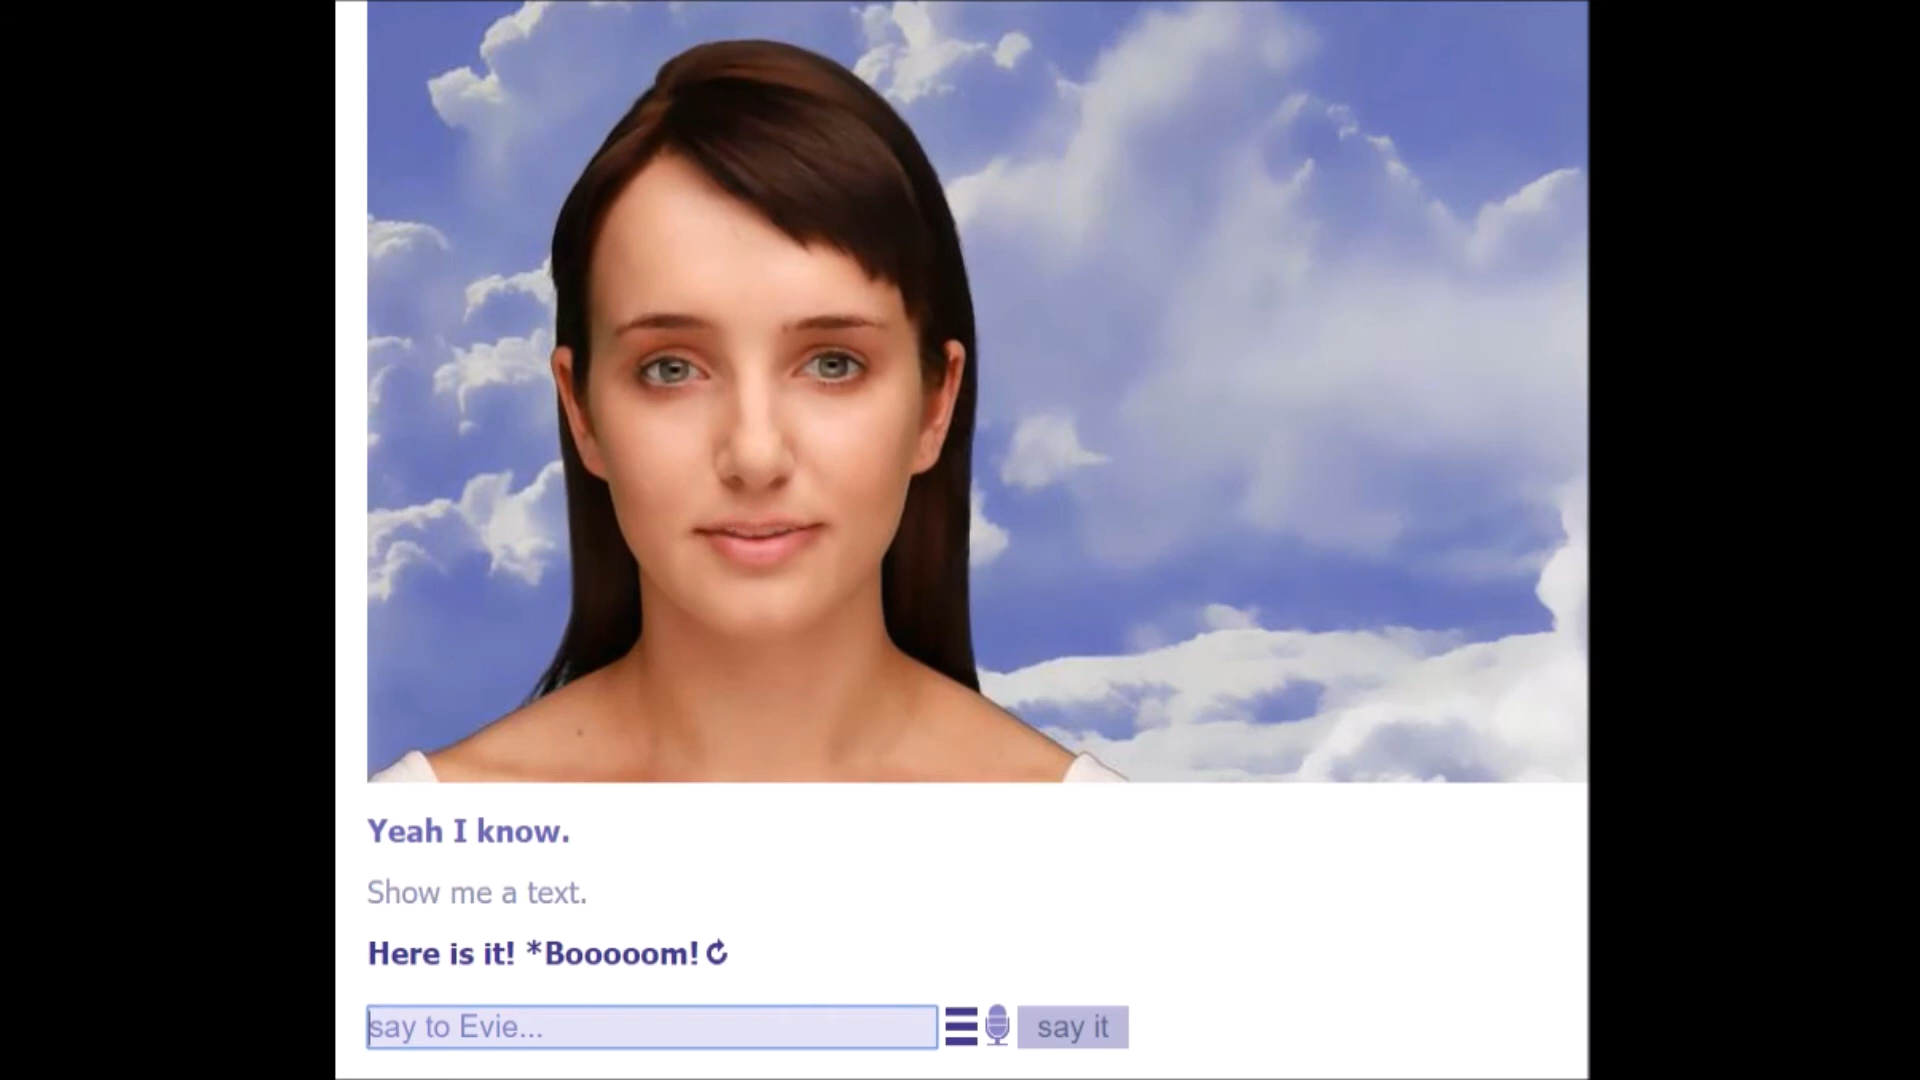 Yeah I know.
Show me a text.
Here is it! *Booooom!
say to Evie...
say it